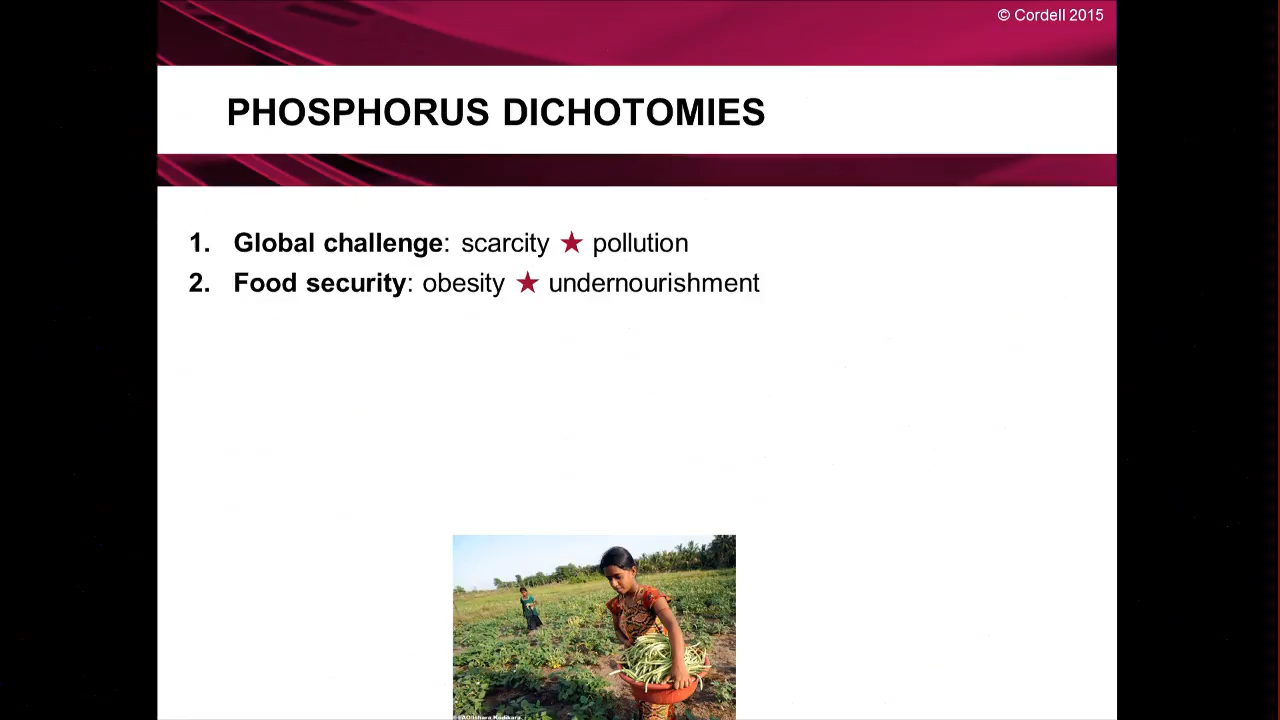 © Cordell 2015
PHOSPHORUS DICHOTOMIES
1. Global challenge: scarcity ★ pollution
2. Food security: obesity ★ undernourishment